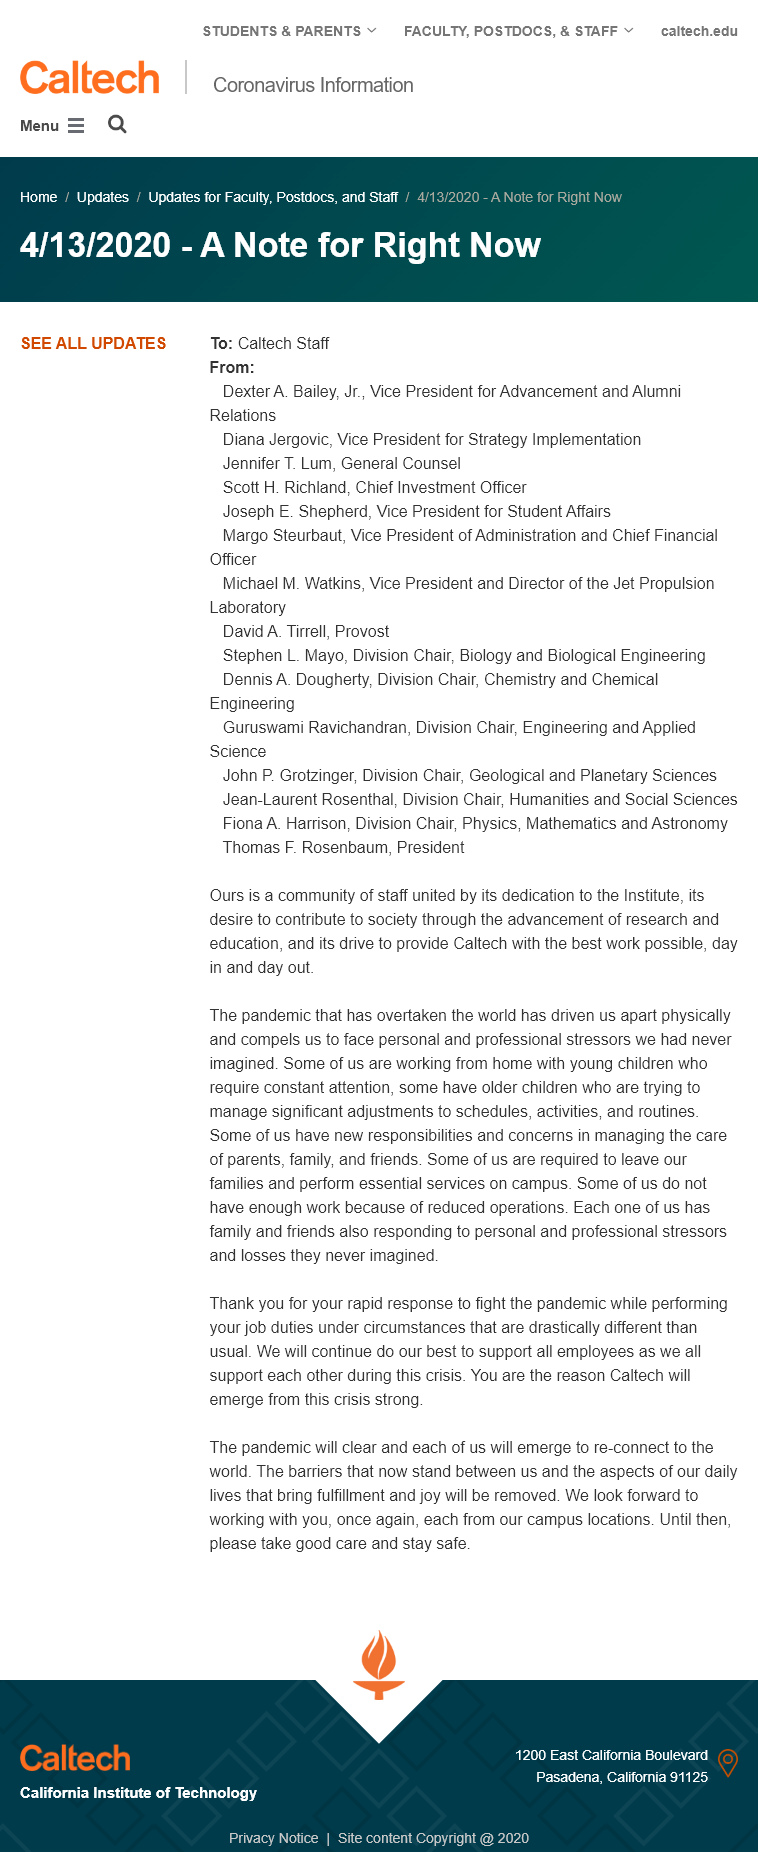 STUDENTS & PARENTS FACULTY, POSTDOCS, & STAFF caltech.edu
Caltech Coronavirus Information
Menu
Home / Updates / Updates for Faculty, Postdocs, and Staff / 4/13/2020 - A Note for Right Now
4/13/2020 - A Note for Right Now
SEE ALL UPDATES
To: Caltech Staff
From:
Dexter A. Bailey, Jr., Vice President for Advancement and Alumni
Relations
Diana Jergovic, Vice President for Strategy Implementation
Jennifer T. Lum, General Counsel
Scott H. Richland, Chief Investment Officer
Joseph E. Shepherd, Vice President for Student Affairs
Margo Steurbaut, Vice President of Administration and Chief Financial
Officer
Michael M. Watkins, Vice President and Director of the Jet Propulsion
Laboratory
David A. Tirrell, Provost
Stephen L. Mayo, Division Chair, Biology and Biological Engineering
Dennis A. Dougherty, Division Chair, Chemistry and Chemical
Engineering
Guruswami Ravichandran, Division Chair, Engineering and Applied
Science
John P. Grotzinger, Division Chair, Geological and Planetary Sciences
Jean-Laurent Rosenthal, Division Chair, Humanities and Social Sciences
Fiona A. Harrison, Division Chair, Physics, Mathematics and Astronomy
Thomas F. Rosenbaum, President
Ours is a community of staff united by its dedication to the Institute, its
desire to contribute to society through the advancement of research and
education, and its drive to provide Caltech with the best work possible, day
in and day out.
The pandemic that has overtaken the world has driven us apart physically
and compels us to face personal and professional stressors we had never
imagined. Some of us are working from home with young children who
require constant attention, some have older children who are trying to
manage significant adjustments to schedules, activities, and routines.
Some of us have new responsibilities and concerns in managing the care
of parents, family, and friends. Some of us are required to leave our
families and perform essential services on campus. Some of us do not
have enough work because of reduced operations. Each one of us has
family and friends also responding to personal and professional stressors
and losses they never imagined.
Thank you for your rapid response to fight the pandemic while performing
your job duties under circumstances that are drastically different than
usual. We will continue do our best to support all employees as we all
support each other during this crisis. You are the reason Caltech will
emerge from this crisis strong.
The pandemic will clear and each of us will emerge to re-connect to the
world. The barriers that now stand between us and the aspects of our daily
lives that bring fulfillment and joy will be removed. We look forward to
working with you, once again, each from our campus locations. Until then,
please take good care and stay safe.
Caltech
California Institute of Technology
1200 East California Boulevard
Pasadena, California 91125
Privacy Notice | Site content Copyright @ 2020